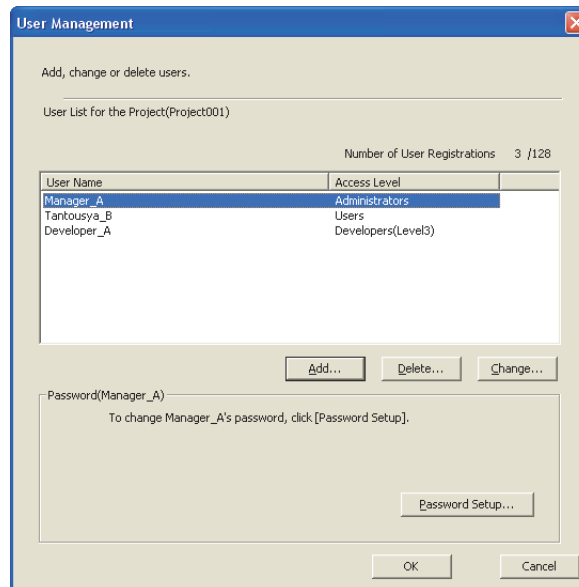 User Management
Add, change or delete users.
User List for the Project(Project001)
Number of User Registrations 3 /128
User Name Access Level
Manager_A Administrators
Tantousya_B Users
Developer_A Developers(Level3)
Add... Delete... Change...
Password(Manager_A)
To change Manager_A's password, click [Password Setup].
Password Setup...
OK Cancel